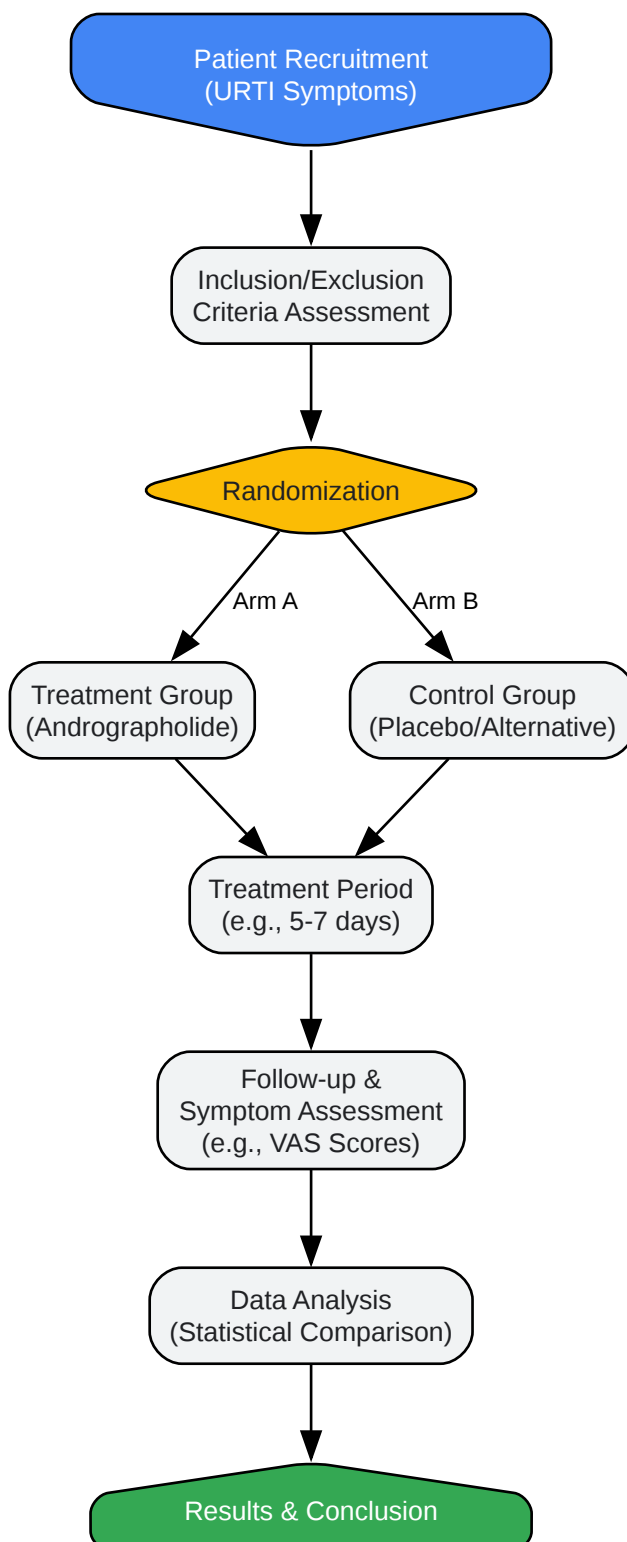 Patient Recruitment
(URTI Symptoms)
Inclusion/Exclusion
Criteria Assessment
Randomization
Arm A
Arm B
Treatment Group
(Andrographolide)
Control Group
(Placebo/Alternative)
Treatment Period
(e.g., 5-7 days)
Follow-up &
Symptom Assessment
(e.g., VAS Scores)
Data Analysis
(Statistical Comparison)
Results & Conclusion